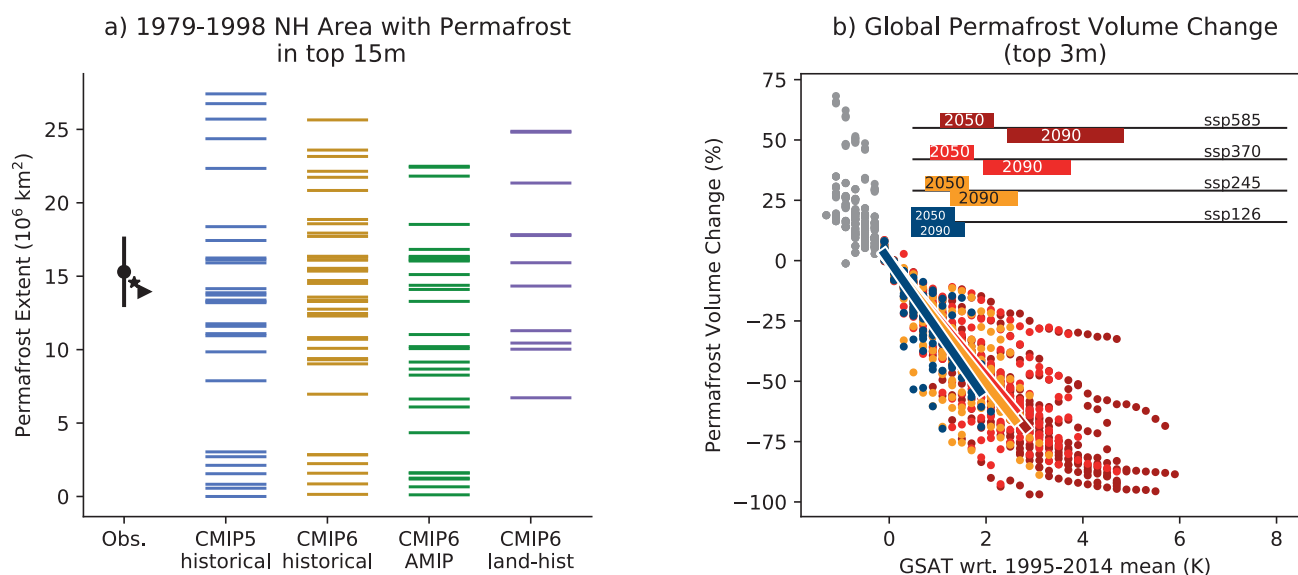 a) 1979-1998 NH Area with Permafrost
in top 15m
Permafrost Extent (10⁶ km²)
25
20
15
10
5
0
Obs.
CMIP5
historical
CMIP6
historical
CMIP6
AMIP
CMIP6
land-hist
b) Global Permafrost Volume Change
(top 3m)
Permafrost Volume Change (%)
75
50
25
0
−25
−50
−75
−100
2050
ssp585
2090
2050
ssp370
2090
2050
ssp245
2090
2050
ssp126
2090
0
2
4
6
8
GSAT wrt. 1995-2014 mean (K)